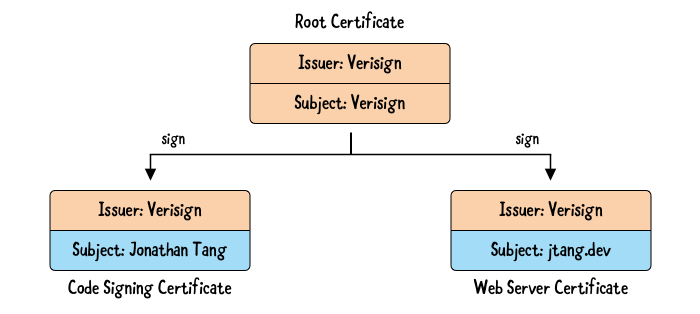 Root Certificate
Issuer: Verisign
Subject: Verisign
sign
sign
Issuer: Verisign
Subject: Jonathan Tang
Code Signing Certificate
Issuer: Verisign
Subject: jtang.dev
Web Server Certificate